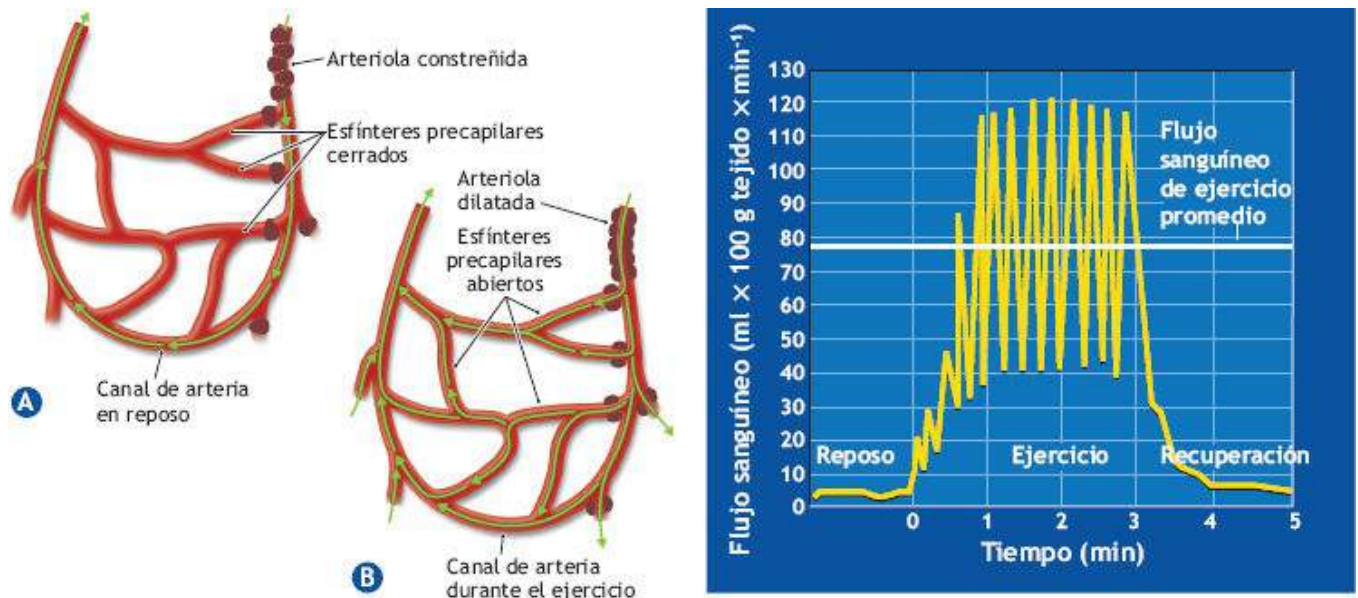 Arteriola constreñida
Esfínteres precapilares
cerrados
Canal de arteria
en reposo
A
Arteriola
dilatada
Esfínteres
precapilares
abiertos
Canal de arteria
durante el ejercicio
B
Flujo sanguíneo (ml × 100 g tejido × min⁻¹)
130
120
110
100
90
80
70
60
50
40
30
20
10
0
Flujo
sanguíneo
de ejercicio
promedio
Reposo
Ejercicio
Recuperación
0 1 2 3 4 5
Tiempo (min)